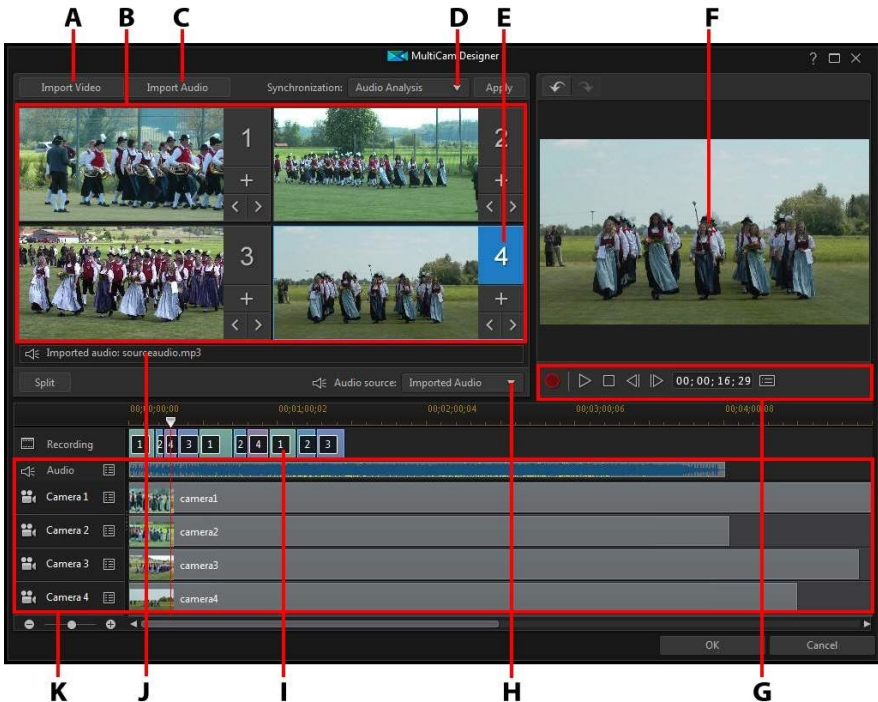 A B C D E F
MultiCam Designer
?
Import Video Import Audio Synchronization: Audio Analysis Apply
1 2
+ +
< > < >
3 4
+ +
< > < >
Imported audio: sourceaudio.mp3
Split Audio source: Imported Audio
00;00;16;29
00;00;00;00 00;01;00;02 00;02;00;04 00;03;00;06 00;04;00;08
Recording 1 2 4 3 1 2 4 1 2 3
Audio
Camera 1 camera1
Camera 2 camera2
Camera 3 camera3
Camera 4 camera4
OK Cancel
K J I H G